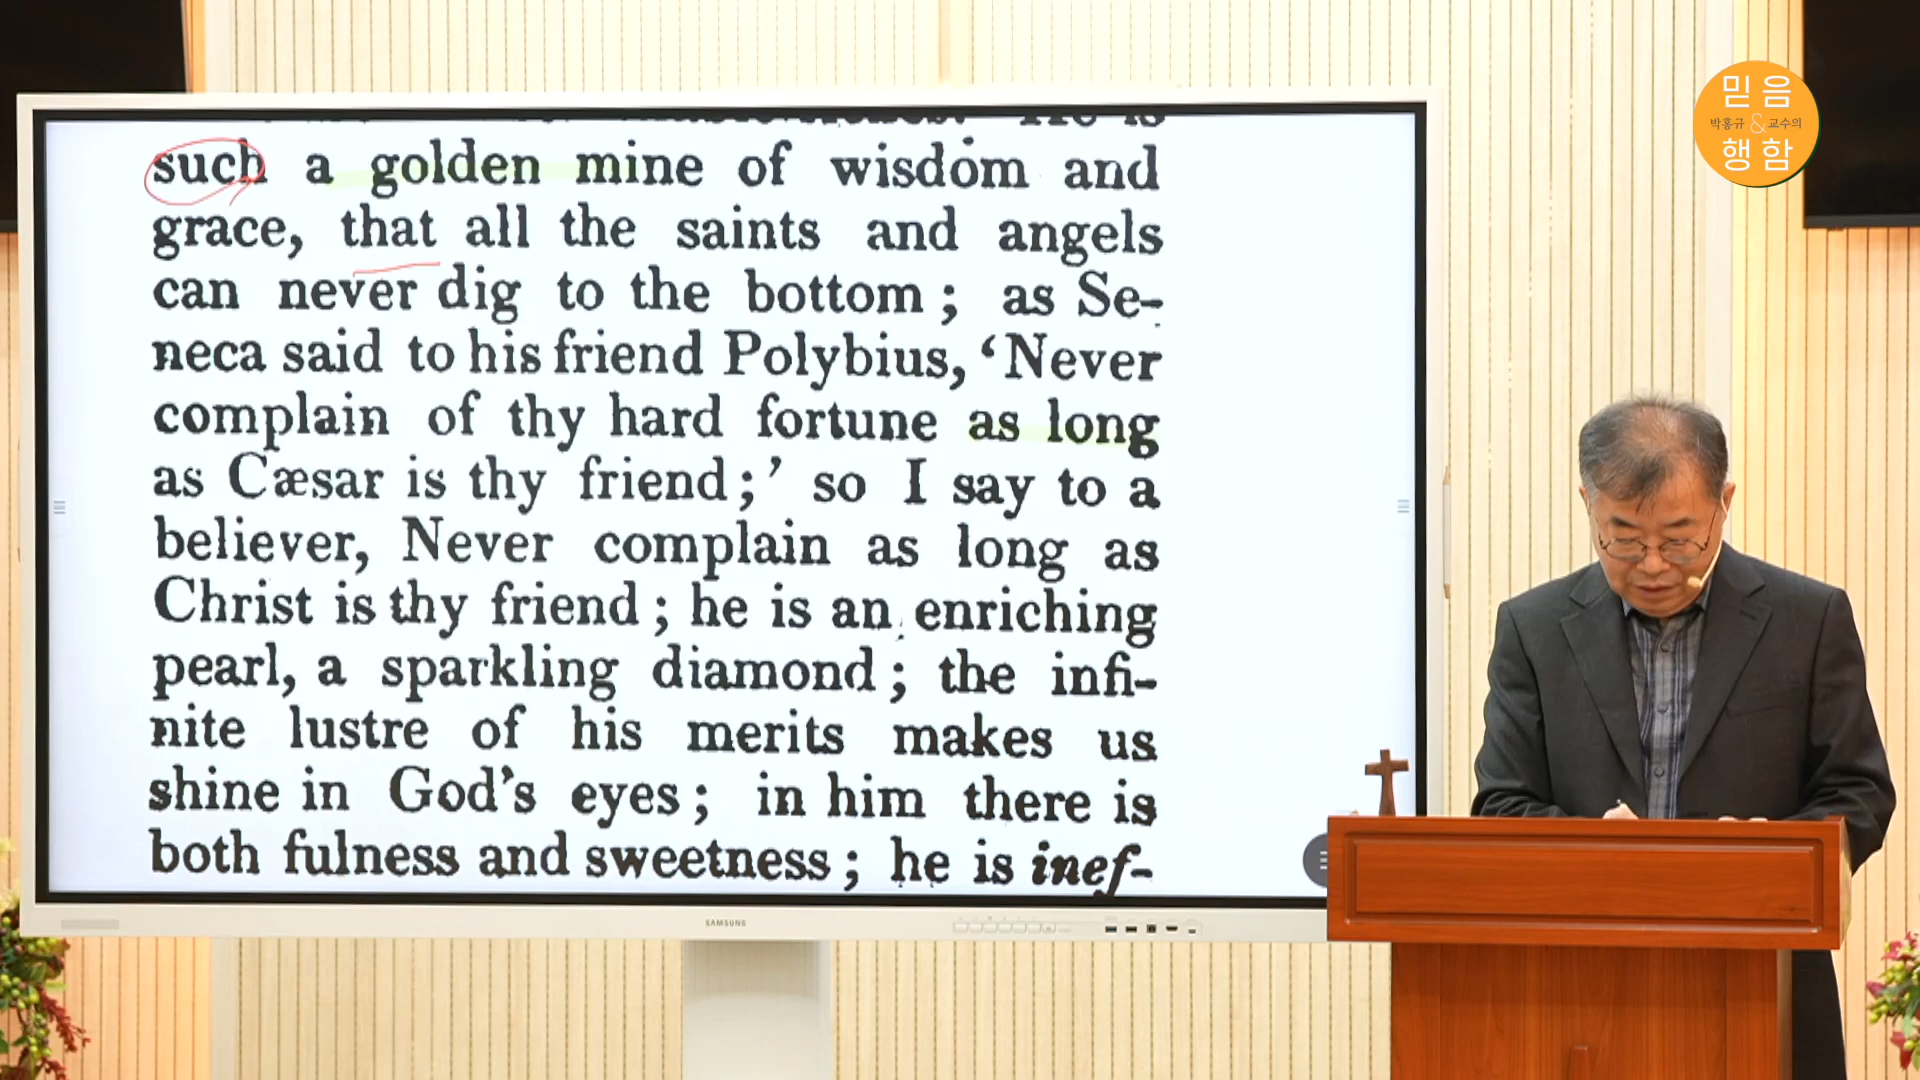 He is
such a golden mine of wisdom and
grace, that all the saints and angels
can never dig to the bottom ; as Se-
neca said to his friend Polybius, ‘ Never
complain of thy hard fortune as long
as Cæsar is thy friend ; ’ so I say to a
believer, Never complain as long as
Christ is thy friend ; he is an enriching
pearl, a sparkling diamond ; the infi-
nite lustre of his merits makes us
shine in God’s eyes ; in him there is
both fulness and sweetness ; he is inef-
SAMSUNG
믿음
박홍규 & 교수의
행함